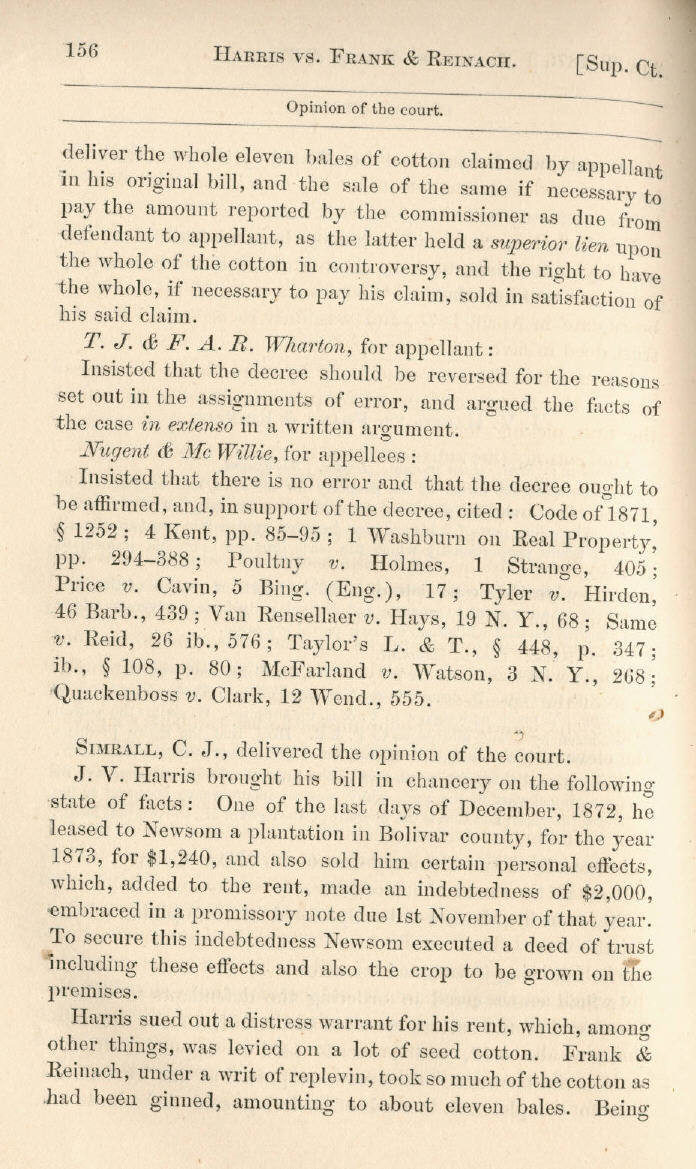 156 HARRIS VS. FRANK & REINACH. [Sup. Ct.
Opinion of the court.
deliver the whole eleven bales of cotton claimed by appellant
in his original bill, and the sale of the same if necessary to
pay the amount reported by the commissioner as due from
defendant to appellant, as the latter held a superior lien upon
the whole of the cotton in controversy, and the right to have
the whole, if necessary to pay his claim, sold in satisfaction of
his said claim.
T. J. & F. A. R. Wharton, for appellant:
Insisted that the decree should be reversed for the reasons
set out in the assignments of error, and argued the facts of
the case in extenso in a written argument.
Nugent & Mc Willie, for appellees:
Insisted that there is no error and that the decree ought to
be affirmed, and, in support of the decree, cited: Code of 1871,
§ 1252; 4 Kent, pp. 85–95; 1 Washburn on Real Property,
pp. 294–388; Poultny v. Holmes, 1 Strange, 405;
Price v. Cavin, 5 Bing. (Eng.), 17; Tyler v. Hirden,
46 Barb., 439; Van Rensellaer v. Hays, 19 N. Y., 68; Same
v. Reid, 26 ib., 576; Taylor's L. & T., § 448, p. 347;
ib., § 108, p. 80; McFarland v. Watson, 3 N. Y., 268;
Quackenboss v. Clark, 12 Wend., 555.
SIMRALL, C. J., delivered the opinion of the court.
J. V. Harris brought his bill in chancery on the following
state of facts: One of the last days of December, 1872, he
leased to Newsom a plantation in Bolivar county, for the year
1873, for $1,240, and also sold him certain personal effects,
which, added to the rent, made an indebtedness of $2,000,
embraced in a promissory note due 1st November of that year.
To secure this indebtedness Newsom executed a deed of trust
including these effects and also the crop to be grown on the
premises.
Harris sued out a distress warrant for his rent, which, among
other things, was levied on a lot of seed cotton. Frank &
Reinach, under a writ of replevin, took so much of the cotton as
had been ginned, amounting to about eleven bales. Being